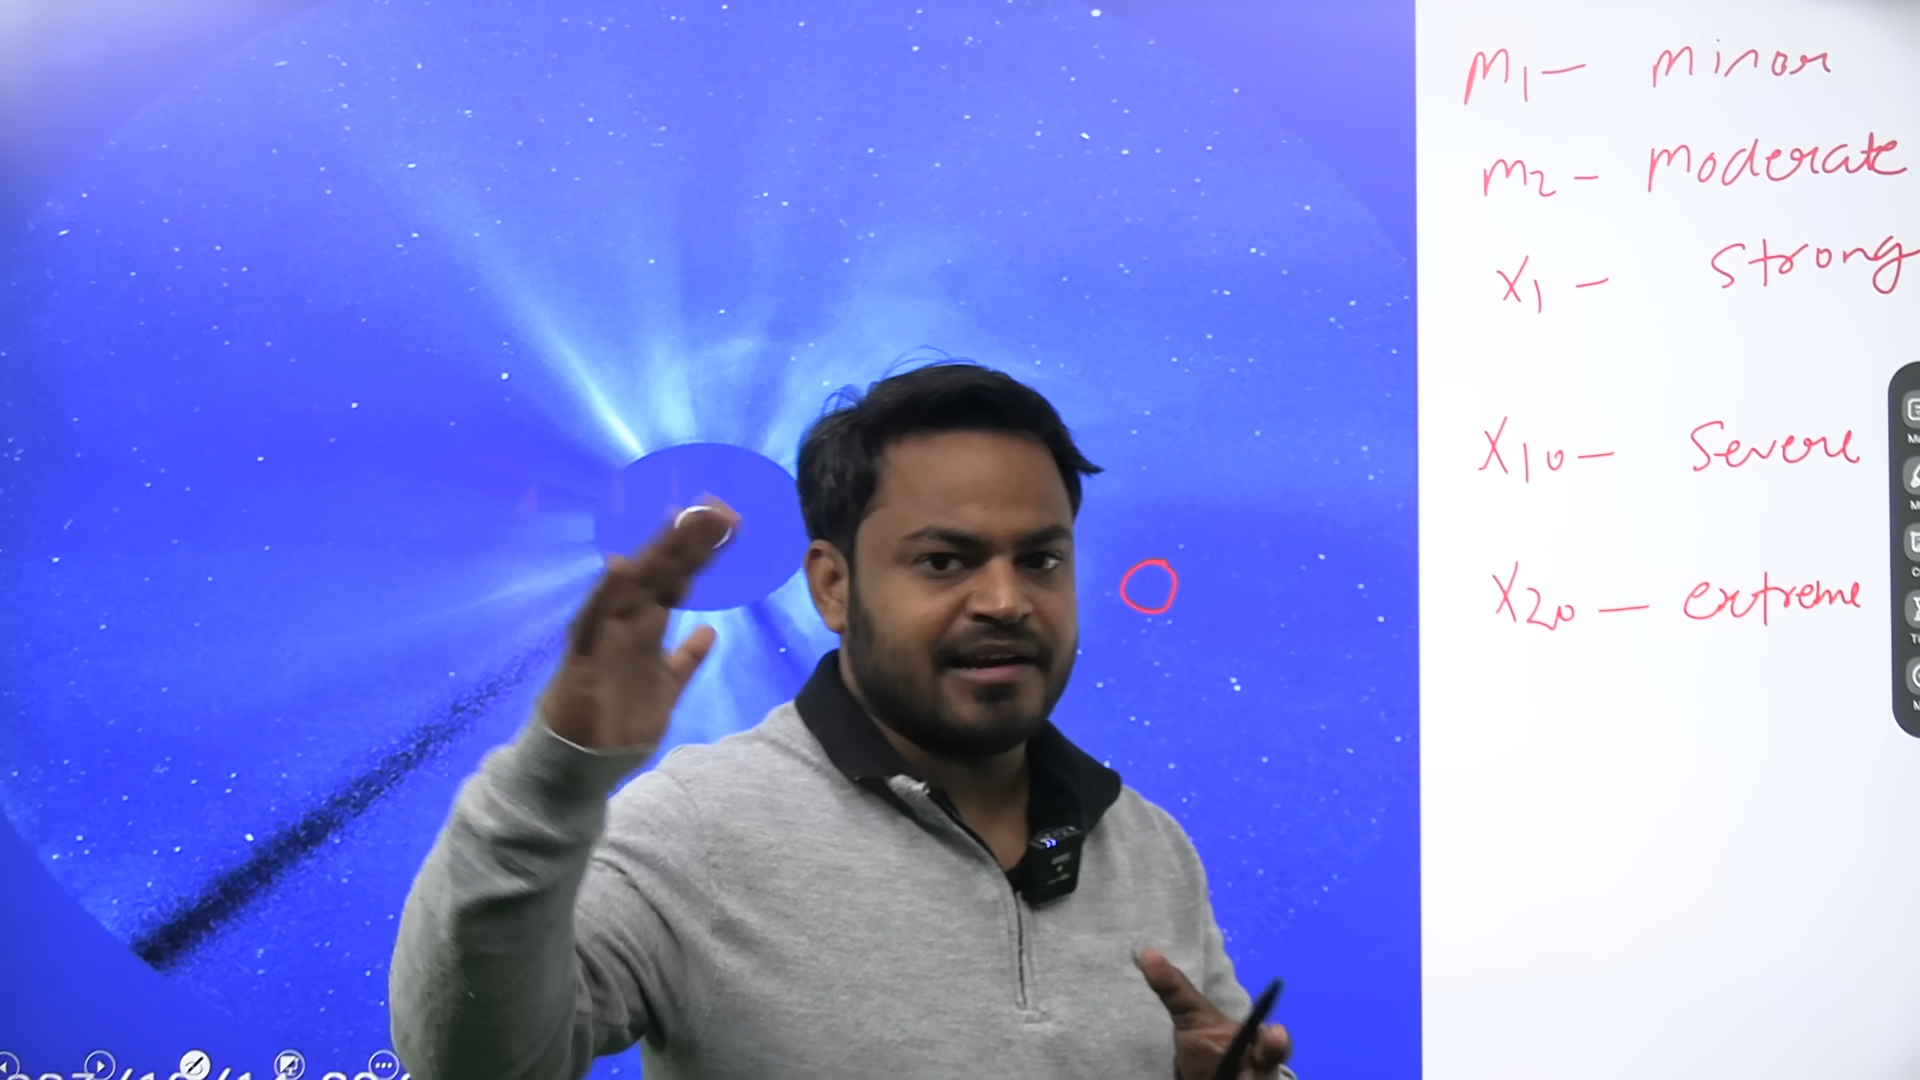 M1 - minor
M2 - Moderate
X1 - Strong
X10 - Severe
X20 - extreme